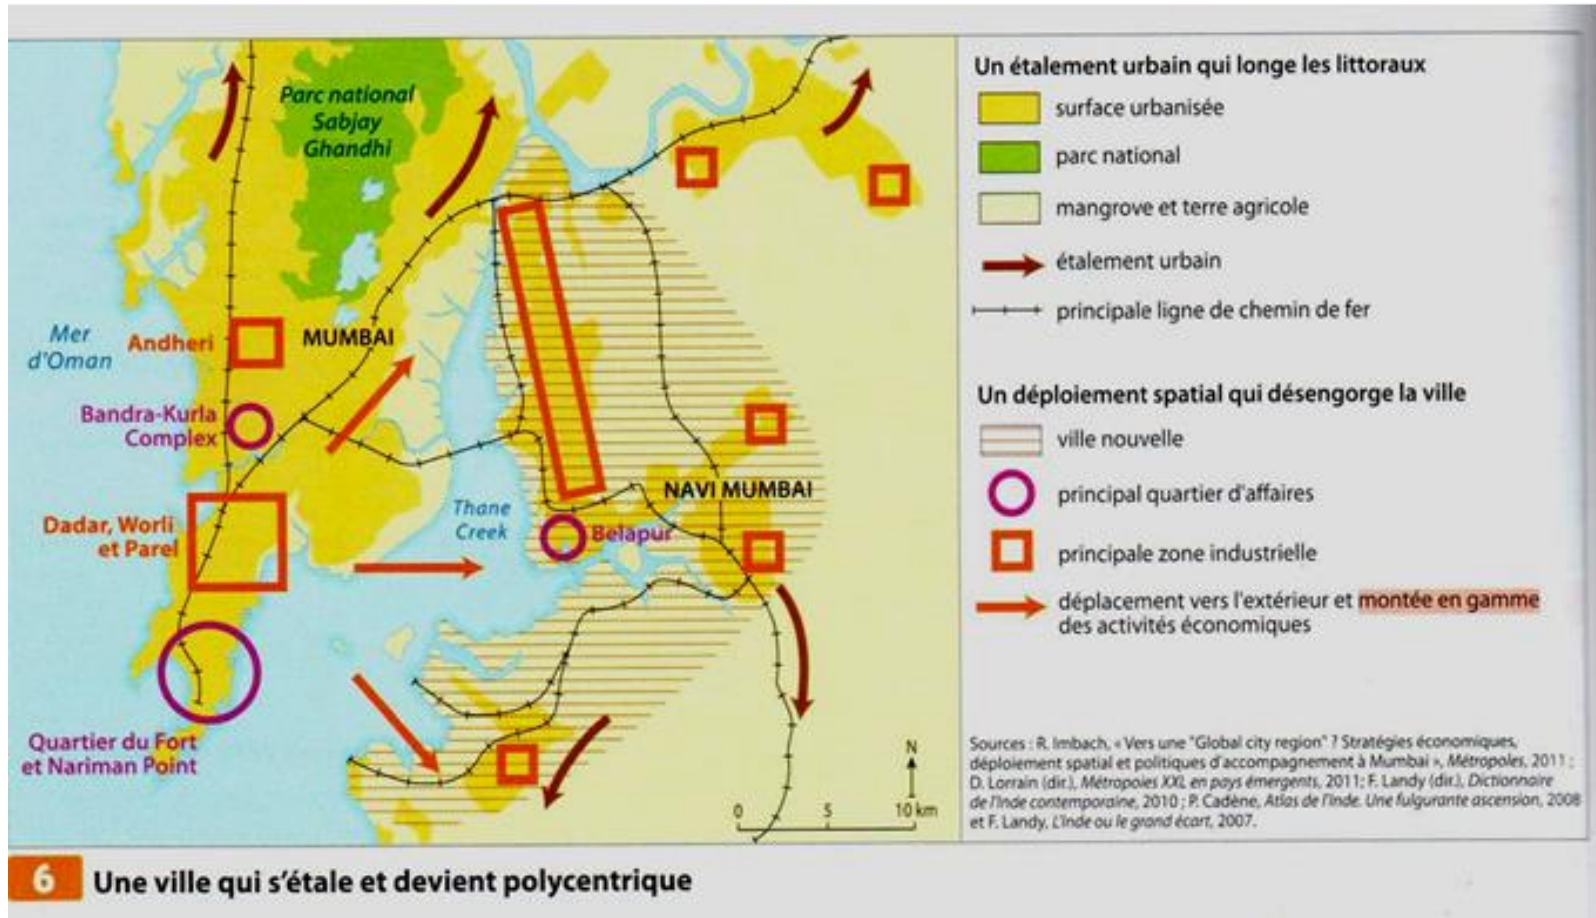 Parc national
Sabjay
Ghandhi
Mer
d'Oman
Andheri
MUMBAI
Bandra-Kurla
Complex
Dadar, Worli
et Parel
Thane
Creek
NAVI MUMBAI
Belapur
Quartier du Fort
et Nariman Point
N
0 5 10 km
Un étalement urbain qui longe les littoraux
surface urbanisée
parc national
mangrove et terre agricole
étalement urbain
principale ligne de chemin de fer
Un déploiement spatial qui désengorge la ville
ville nouvelle
principal quartier d'affaires
principale zone industrielle
déplacement vers l'extérieur et montée en gamme
des activités économiques
Sources : R. Imbach, « Vers une "Global city region" ? Stratégies économiques,
déploiement spatial et politiques d'accompagnement à Mumbai », Métropoles, 2011 ;
D. Lorrain (dir.), Métropoles XXL en pays émergents, 2011; F. Landy (dir.), Dictionnaire
de l'Inde contemporaine, 2010 ; P. Cadène, Atlas de l'Inde. Une fulgurante ascension, 2008
et F. Landy, L'Inde ou le grand écart, 2007.
6 Une ville qui s'étale et devient polycentrique